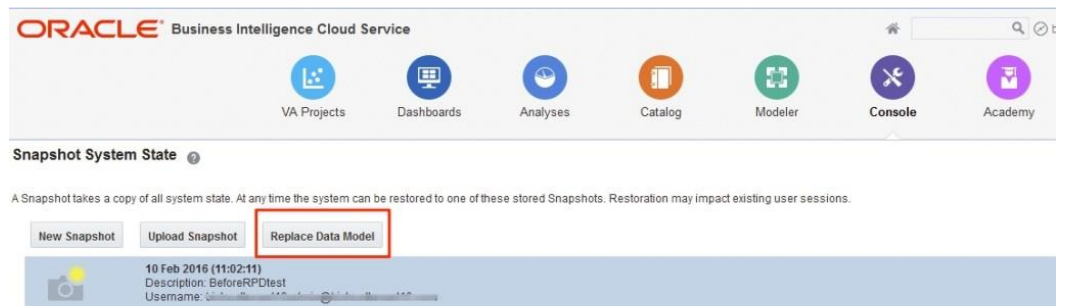 ORACLE Business Intelligence Cloud Service
VA Projects Dashboards Analyses Catalog Modeler Console Academy
Snapshot System State
A Snapshot takes a copy of all system state. At any time the system can be restored to one of these stored Snapshots. Restoration may impact existing user sessions.
New Snapshot Upload Snapshot Replace Data Model
10 Feb 2016 (11:02:11)
Description: BeforeRPDtest
Username: